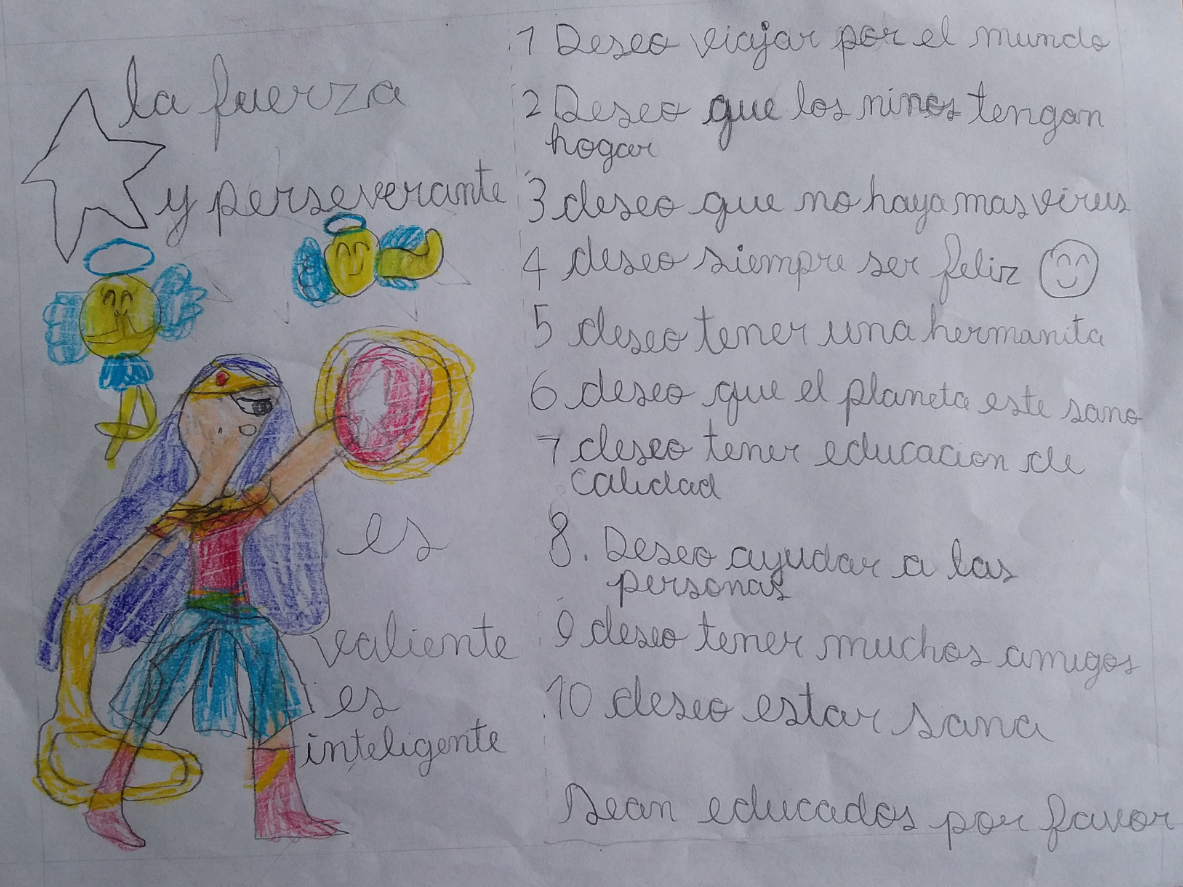 la fuerza
y perseverante
es
valiente
es
inteligente
1 Deseo viajar por el mundo
2 Deseo que los ninos tengan
hogar
3 deseo que no haya mas virus
4 deseo siempre ser feliz
5 deseo tener una hermanita
6 deseo que el planeta este sano
7 deseo tener educacion de
calidad
8. Deseo ayudar a las
personas
9 deseo tener muchos amigos
10 deseo estar sana
sean educados por favor